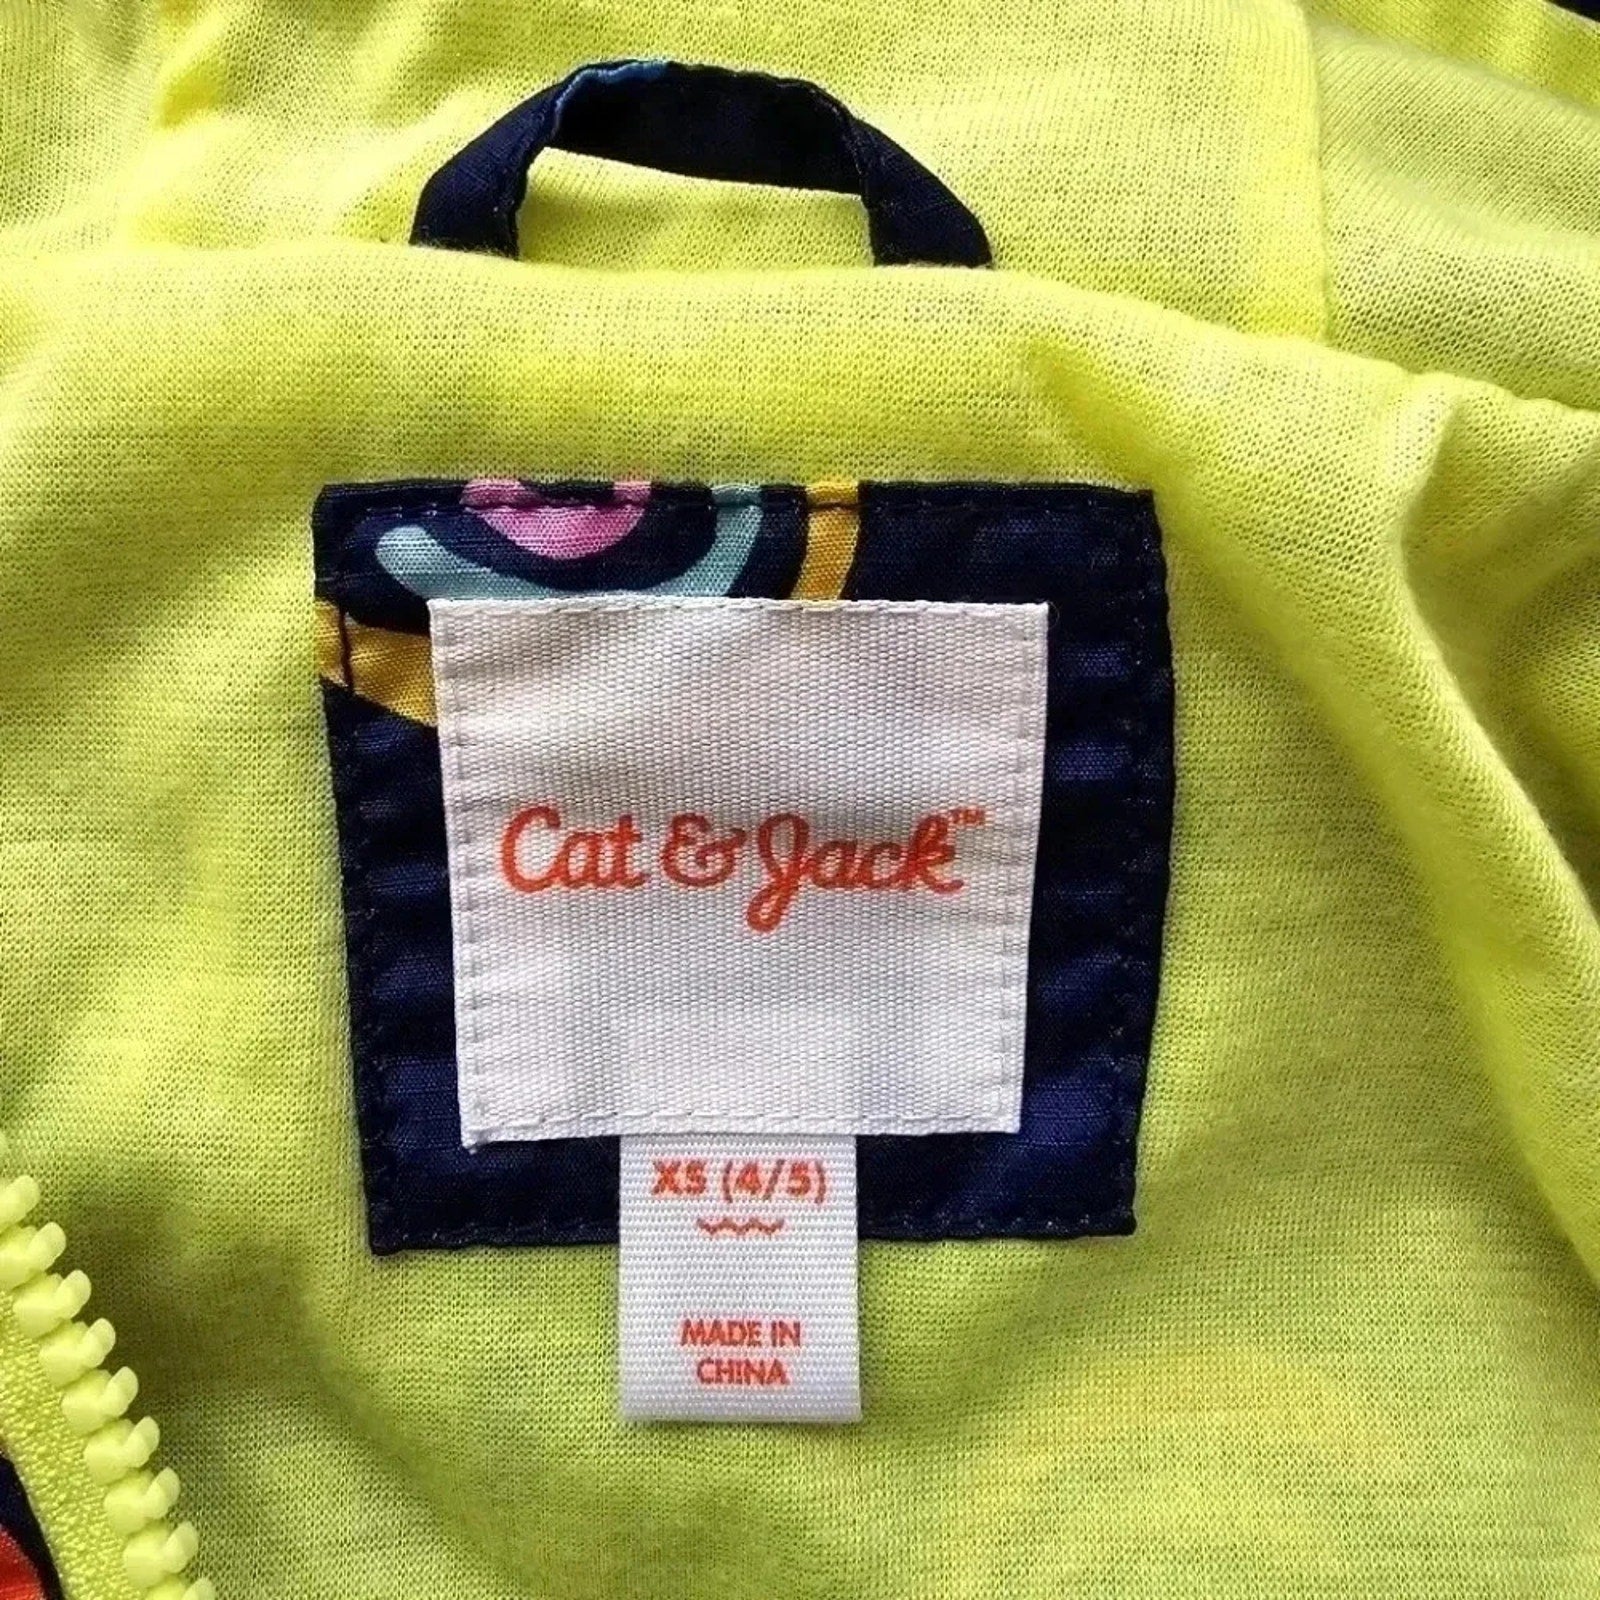 Cat & Jack™
XS (4/5)
MADE IN
CHINA